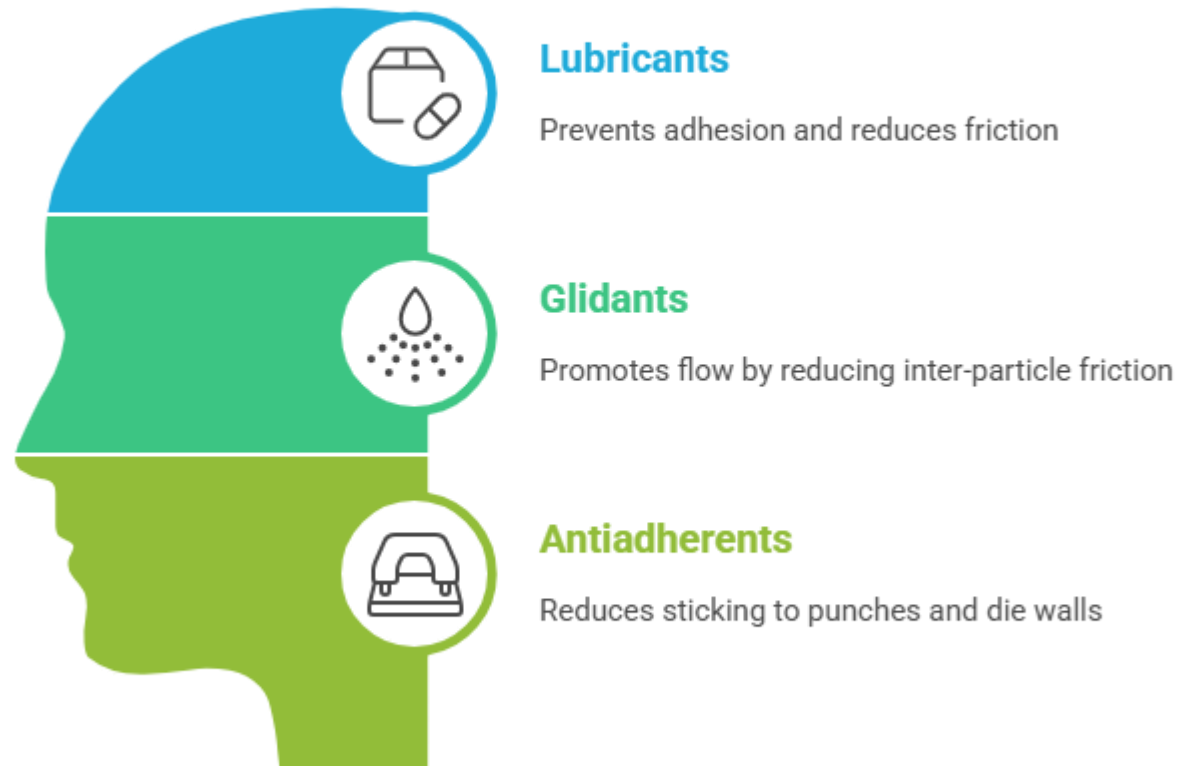 Lubricants
Prevents adhesion and reduces friction
Glidants
Promotes flow by reducing inter-particle friction
Antiadherents
Reduces sticking to punches and die walls